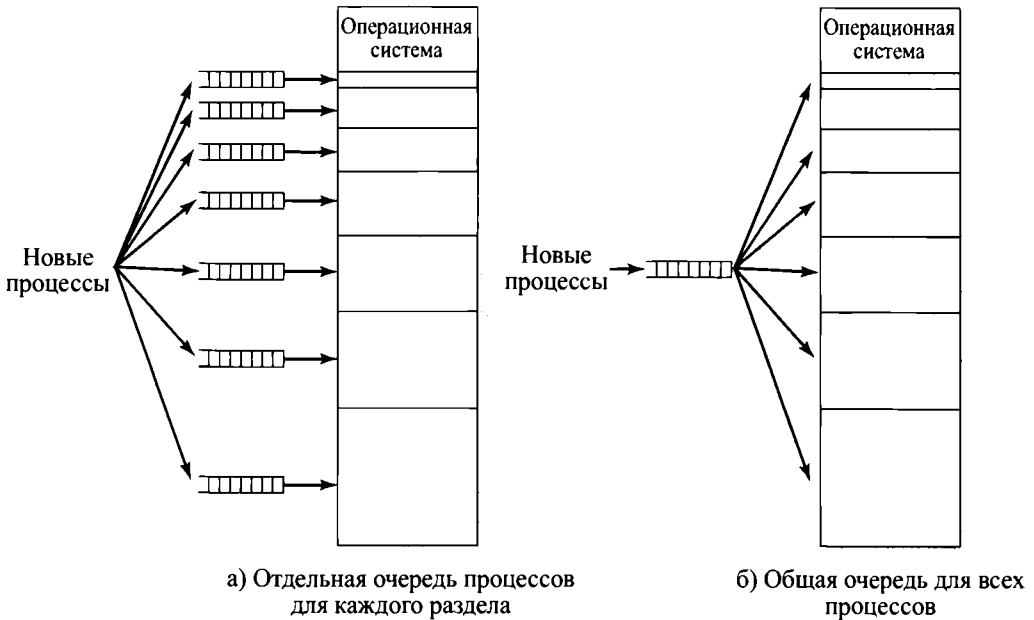 Операционная
система
Новые
процессы
а) Отдельная очередь процессов
для каждого раздела
Операционная
система
Новые
процессы
б) Общая очередь для всех
процессов